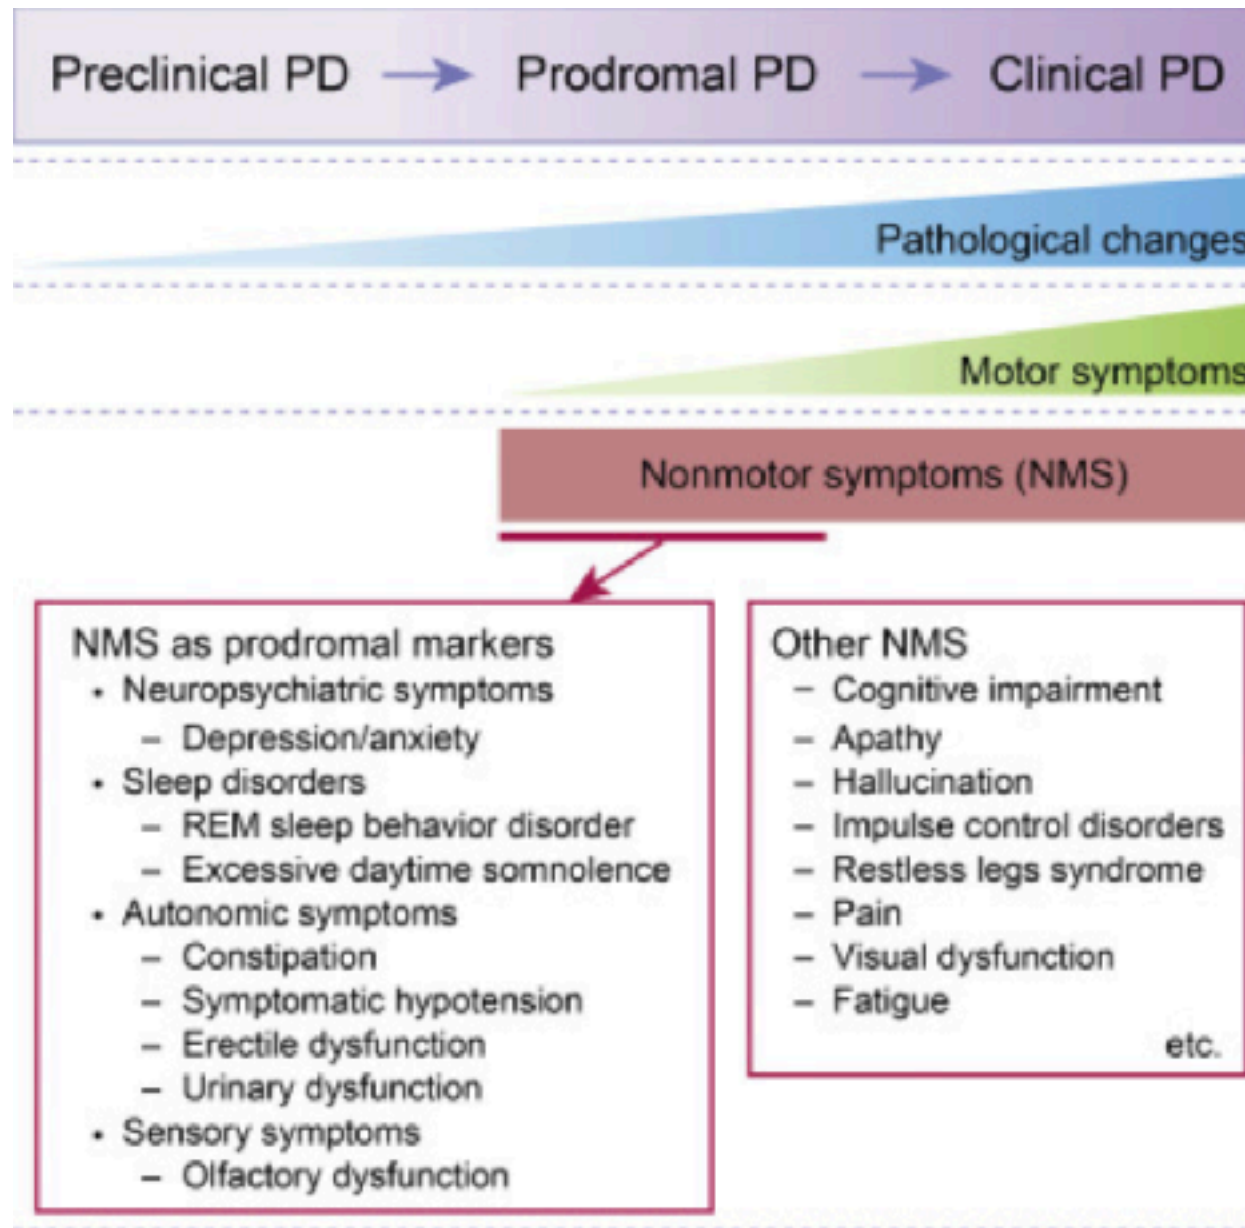 Preclinical PD → Prodromal PD → Clinical PD
Pathological changes
Motor symptoms
Nonmotor symptoms (NMS)
NMS as prodromal markers
• Neuropsychiatric symptoms
– Depression/anxiety
• Sleep disorders
– REM sleep behavior disorder
– Excessive daytime somnolence
• Autonomic symptoms
– Constipation
– Symptomatic hypotension
– Erectile dysfunction
– Urinary dysfunction
• Sensory symptoms
– Olfactory dysfunction
Other NMS
– Cognitive impairment
– Apathy
– Hallucination
– Impulse control disorders
– Restless legs syndrome
– Pain
– Visual dysfunction
– Fatigue
etc.